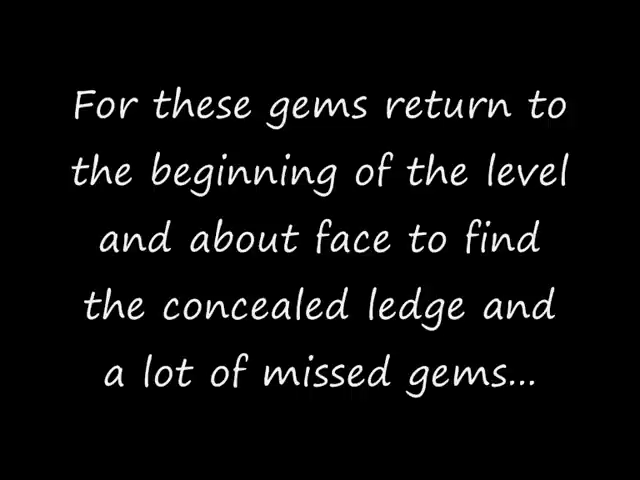 For these gems return to
the beginning of the level
and about face to find
the concealed ledge and
a lot of missed gems...